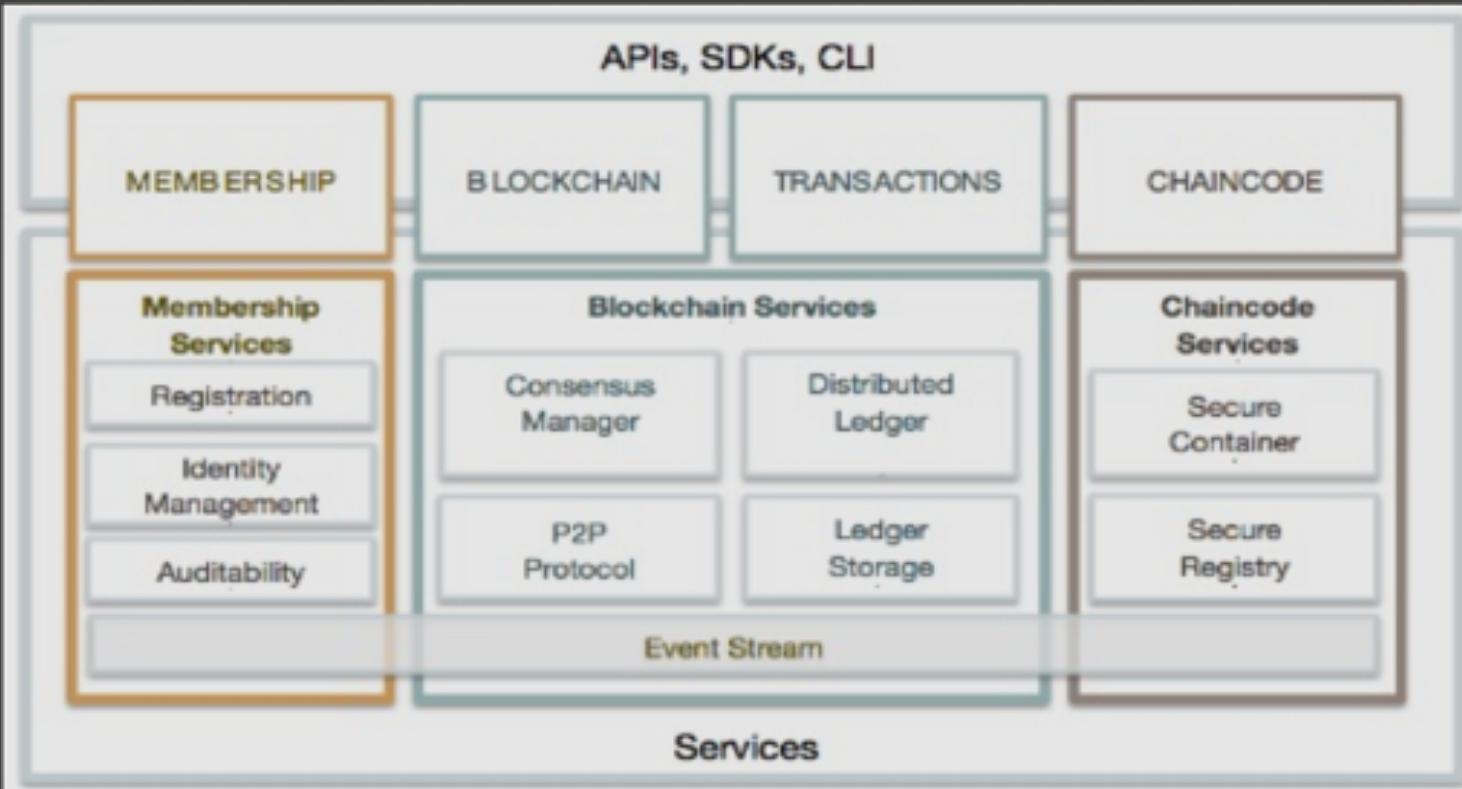 APIs, SDKs, CLI
MEMBERSHIP
BLOCKCHAIN
TRANSACTIONS
CHAINCODE
Membership
Services
Registration
Identity
Management
Auditability
Blockchain Services
Consensus
Manager
Distributed
Ledger
P2P
Protocol
Ledger
Storage
Chaincode
Services
Secure
Container
Secure
Registry
Event Stream
Services